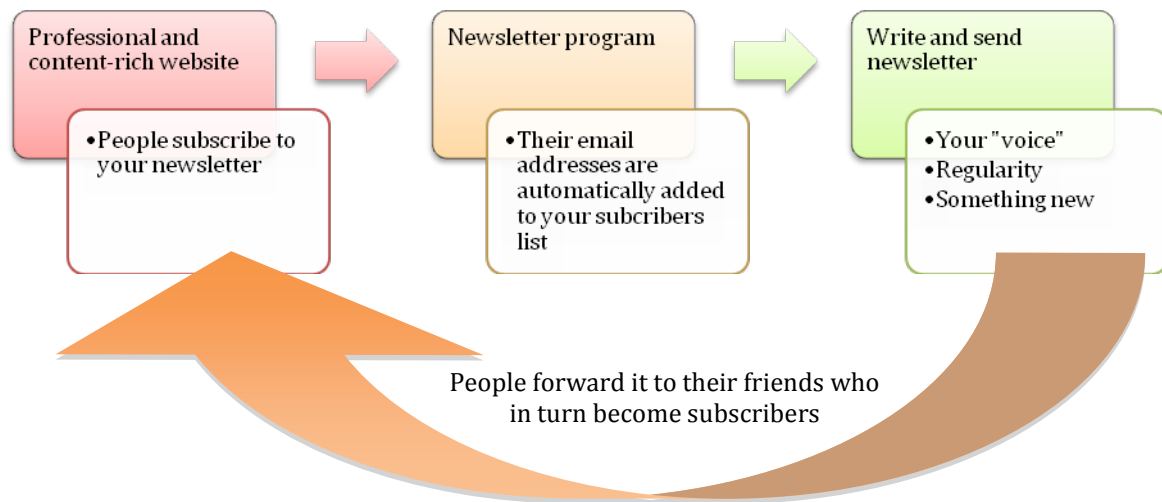 Professional and
content-rich website
•People subscribe to
your newsletter
Newsletter program
•Their email
addresses are
automatically added
to your subcribers
list
Write and send
newsletter
•Your "voice"
•Regularity
•Something new
People forward it to their friends who
in turn become subscribers